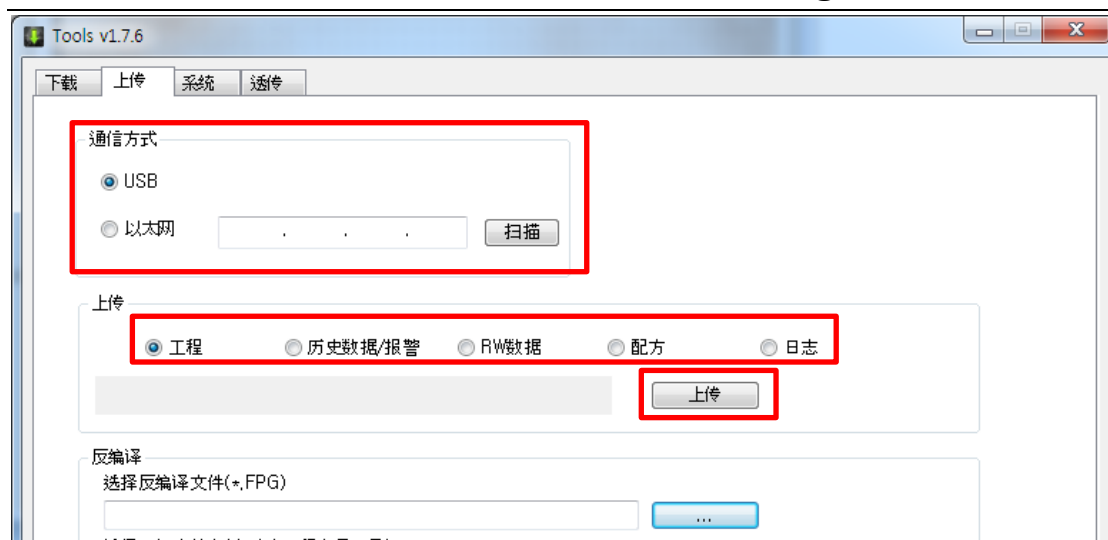 Tools v1.7.6
下载 上传 系统 透传
通信方式
USB
以太网 . . . 扫描
上传
工程 历史数据/报警 RW数据 配方 日志
上传
反编译
选择反编译文件(*,FPG)
...